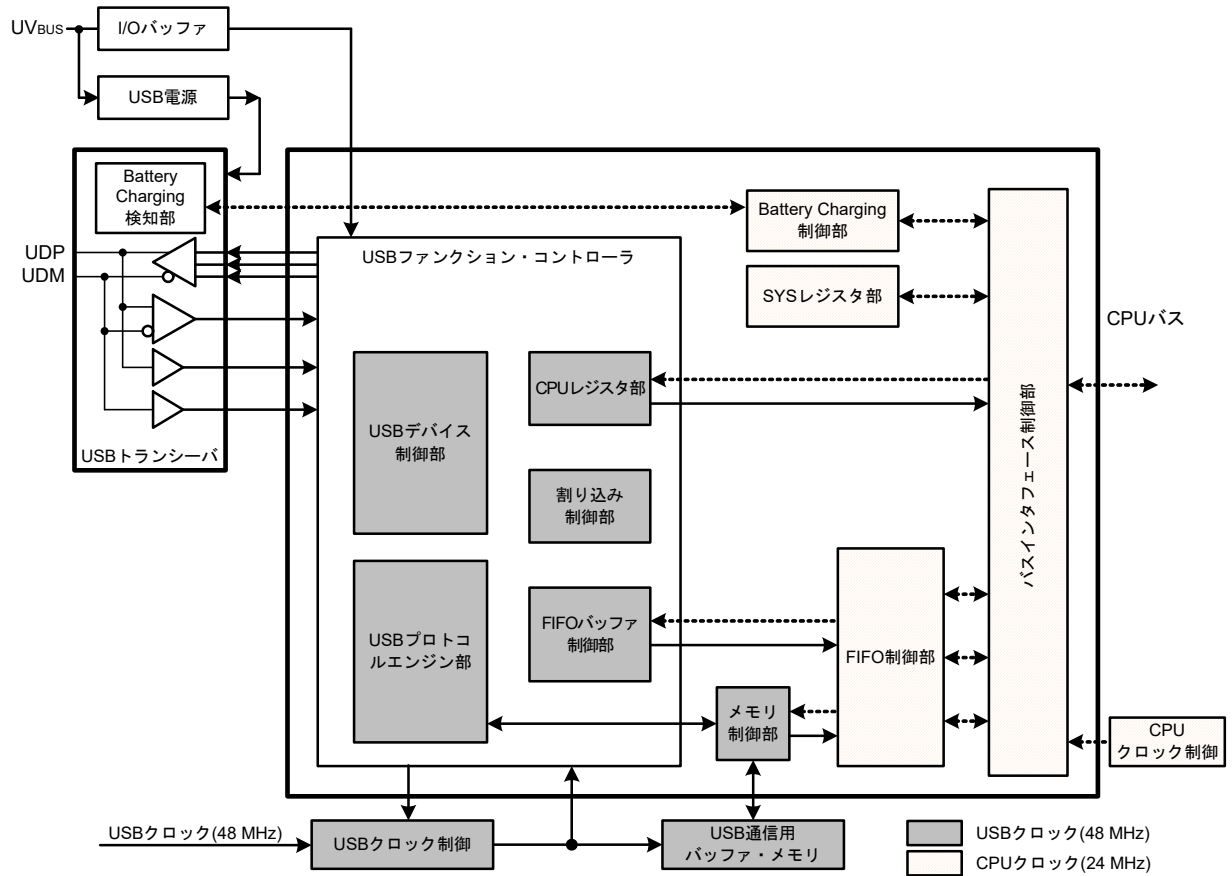 UVBUS
I/Oバッファ
USB電源
Battery
Charging
検知部
UDP
UDM
USBトランシーバ
USBファンクション・コントローラ
Battery Charging
制御部
SYSレジスタ部
CPUバス
CPUレジスタ部
USBデバイス
制御部
割り込み
制御部
バスインタフェース制御部
USBプロトコ
ルエンジン部
FIFOバッファ
制御部
FIFO制御部
メモリ
制御部
CPU
クロック制御
USBクロック(48 MHz)
USBクロック制御
USB通信用
バッファ・メモリ
USBクロック(48 MHz)
CPUクロック(24 MHz)